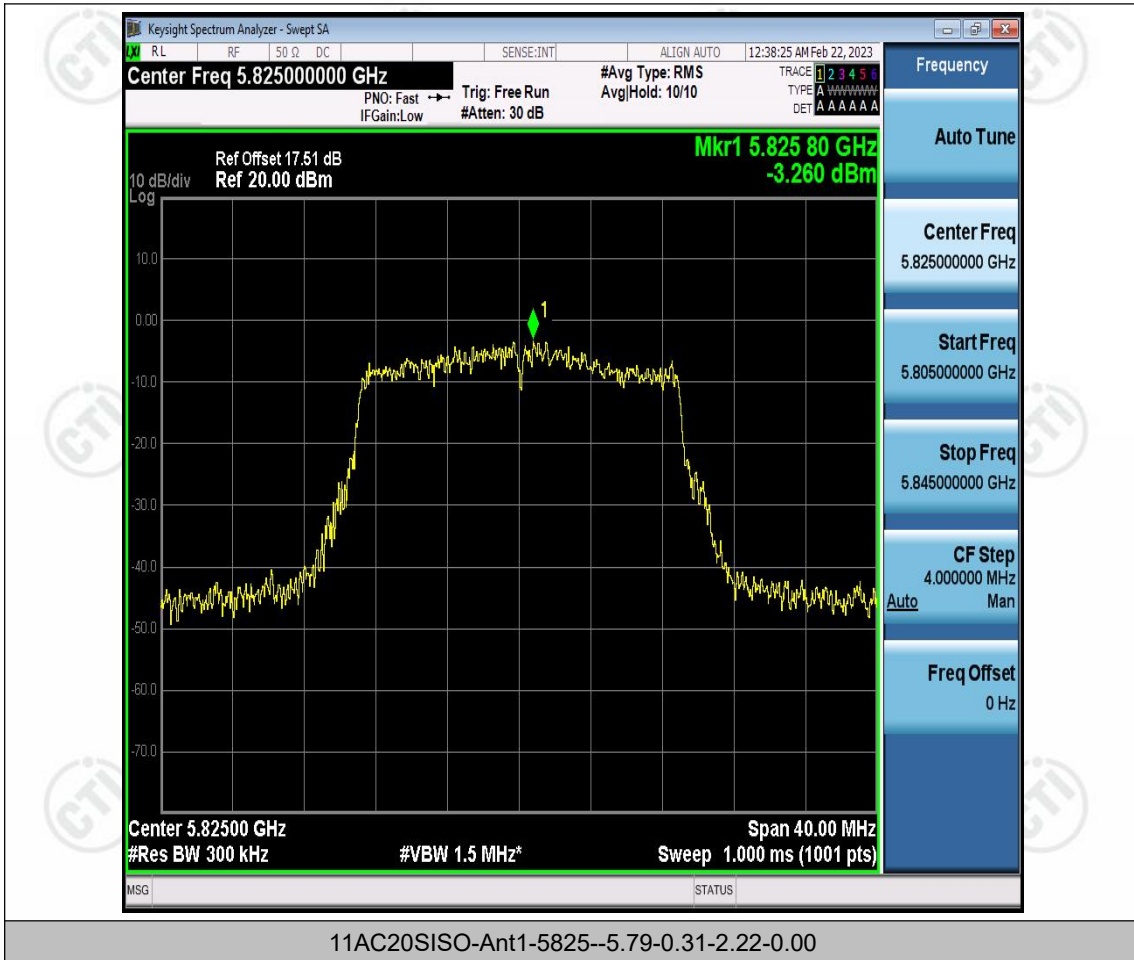 Keysight Spectrum Analyzer - Swept SA
LXI RL RF 50 Ω DC SENSE:INT ALIGN AUTO 12:38:25 AM Feb 22, 2023
Center Freq 5.825000000 GHz
PNO: Fast
IFGain:Low
Trig: Free Run
#Atten: 30 dB
#Avg Type: RMS
Avg|Hold: 10/10
TRACE 1 2 3 4 5 6
TYPE A WWWWW
DET A A A A A A
Ref Offset 17.51 dB
10 dB/div Ref 20.00 dBm
Log
Mkr1 5.825 80 GHz
-3.260 dBm
10.0
0.00
-10.0
-20.0
-30.0
-40.0
-50.0
-60.0
-70.0
1
Center 5.82500 GHz Span 40.00 MHz
#Res BW 300 kHz #VBW 1.5 MHz* Sweep 1.000 ms (1001 pts)
MSG STATUS
Frequency
Auto Tune
Center Freq
5.825000000 GHz
Start Freq
5.805000000 GHz
Stop Freq
5.845000000 GHz
CF Step
4.000000 MHz
Auto Man
Freq Offset
0 Hz
CTI
CTI
CTI
CTI
CTI
CTI
11AC20SISO-Ant1-5825--5.79-0.31-2.22-0.00